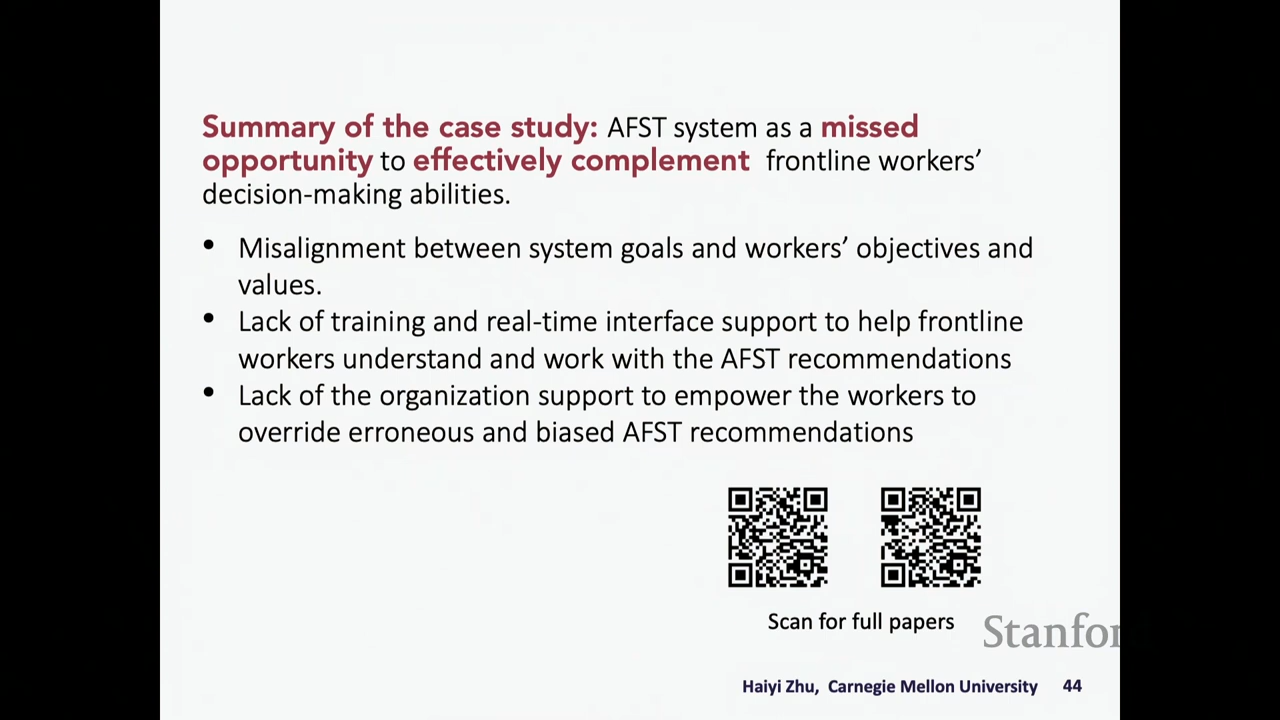 Summary of the case study: AFST system as a missed
opportunity to effectively complement frontline workers’
decision-making abilities.
• Misalignment between system goals and workers’ objectives and
values.
• Lack of training and real-time interface support to help frontline
workers understand and work with the AFST recommendations
• Lack of the organization support to empower the workers to
override erroneous and biased AFST recommendations
Scan for full papers
Stanfor
Haiyi Zhu, Carnegie Mellon University 44